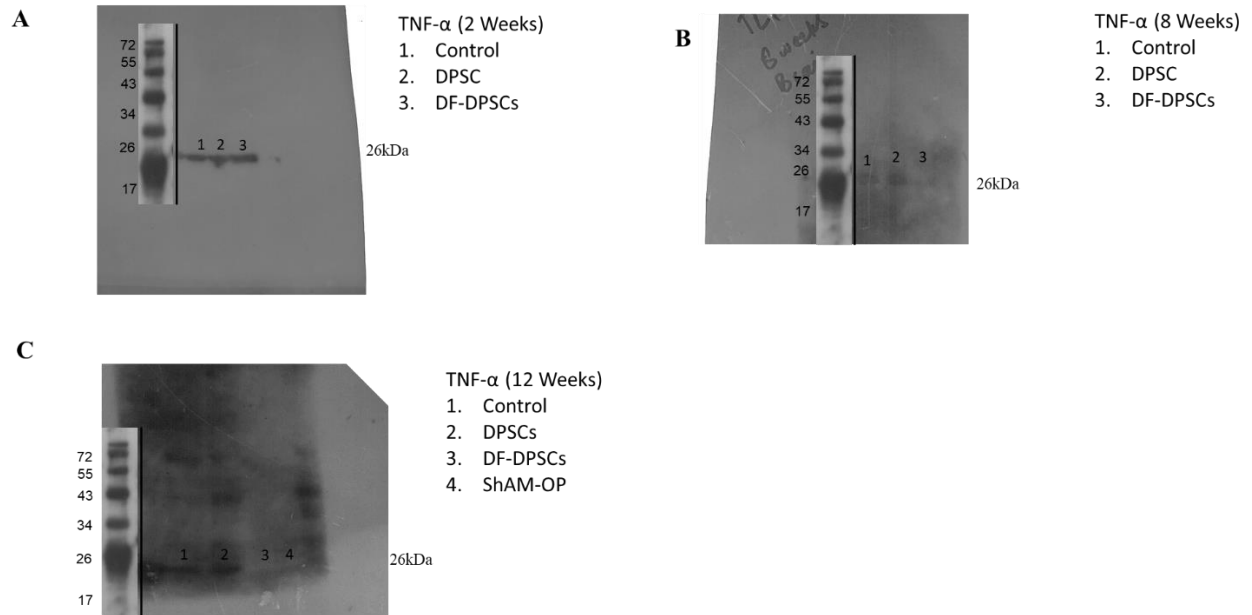 A
TNF-α (2 Weeks)
1. Control
2. DPSC
3. DF-DPSCs
72
55
43
34
26
17
1 2 3
26kDa
B
8 weeks
TNF-α (8 Weeks)
1. Control
2. DPSC
3. DF-DPSCs
72
55
43
34
26
17
1 2 3
26kDa
C
TNF-α (12 Weeks)
1. Control
2. DPSCs
3. DF-DPSCs
4. ShAM-OP
72
55
43
34
26
17
1 2 3 4
26kDa